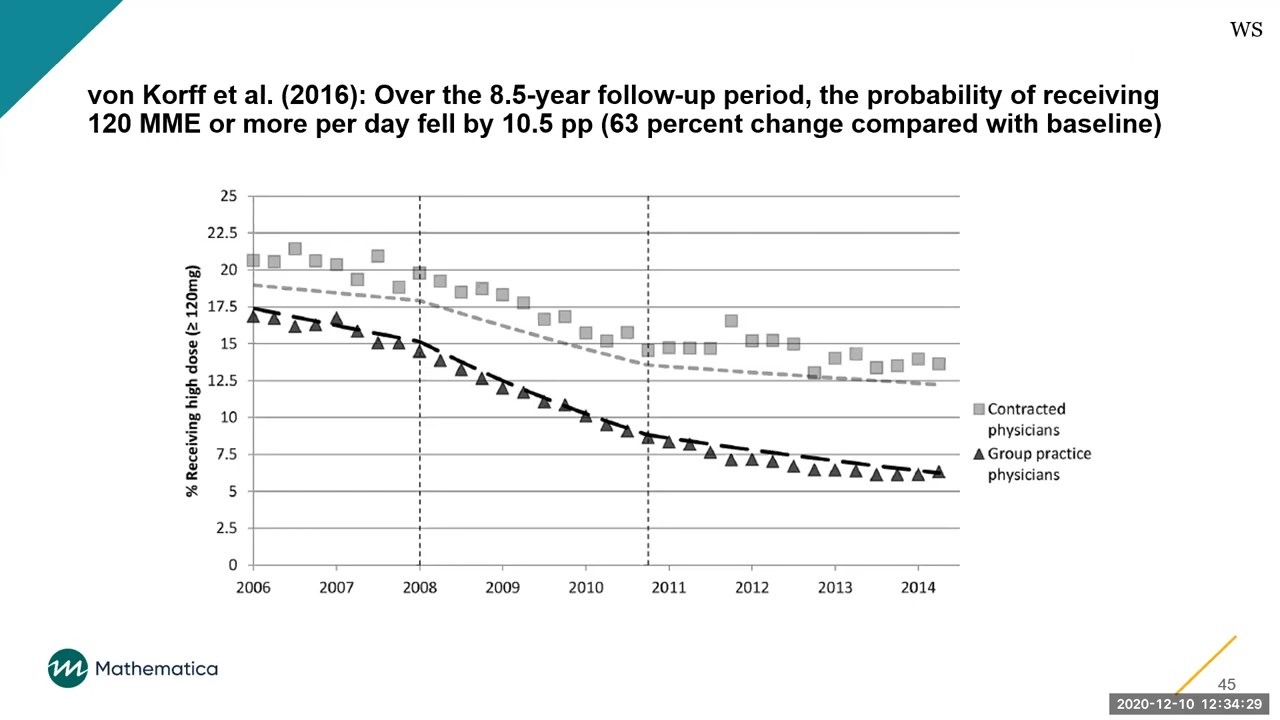 WS
von Korff et al. (2016): Over the 8.5-year follow-up period, the probability of receiving
120 MME or more per day fell by 10.5 pp (63 percent change compared with baseline)
% Receiving high dose (≥ 120mg)
25
22.5
20
17.5
15
12.5
10
7.5
5
2.5
0
2006 2007 2008 2009 2010 2011 2012 2013 2014
Contracted
physicians
Group practice
physicians
m Mathematica
45
2020-12-10 12:34:29